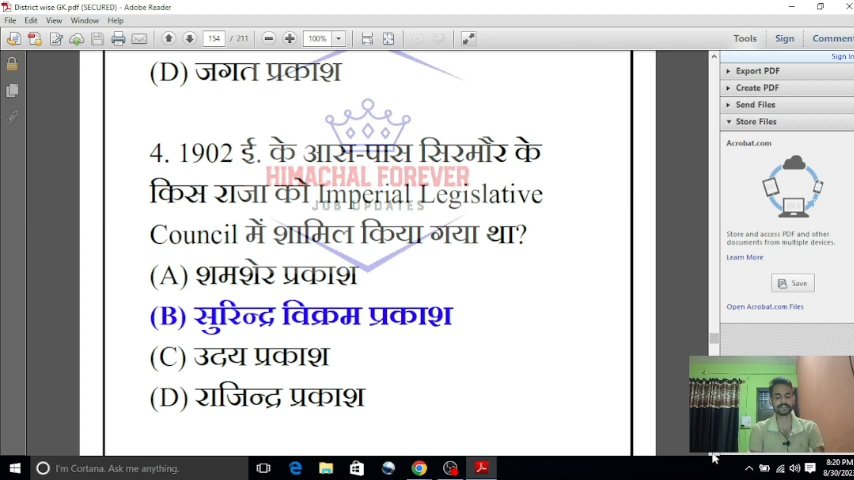 District wise GK.pdf (SECURED) - Adobe Reader
File Edit View Window Help
154 / 211 100%
Tools Sign Comment
Sign In
Export PDF
Create PDF
Send Files
Store Files
Acrobat.com
Store and access PDF and other
documents from multiple devices.
Learn More
Save
Open Acrobat.com Files
(D) जगत प्रकाश
4. 1902 ई. के आस-पास सिरमौर के
HIMACHAL FOREVER
किस राजा को Imperial Legislative
JOB UPDATES
Council में शामिल किया गया था?
(A) शमशेर प्रकाश
(B) सुरिन्द्र विक्रम प्रकाश
(C) उदय प्रकाश
(D) राजिन्द्र प्रकाश
I'm Cortana. Ask me anything.
8:20 PM